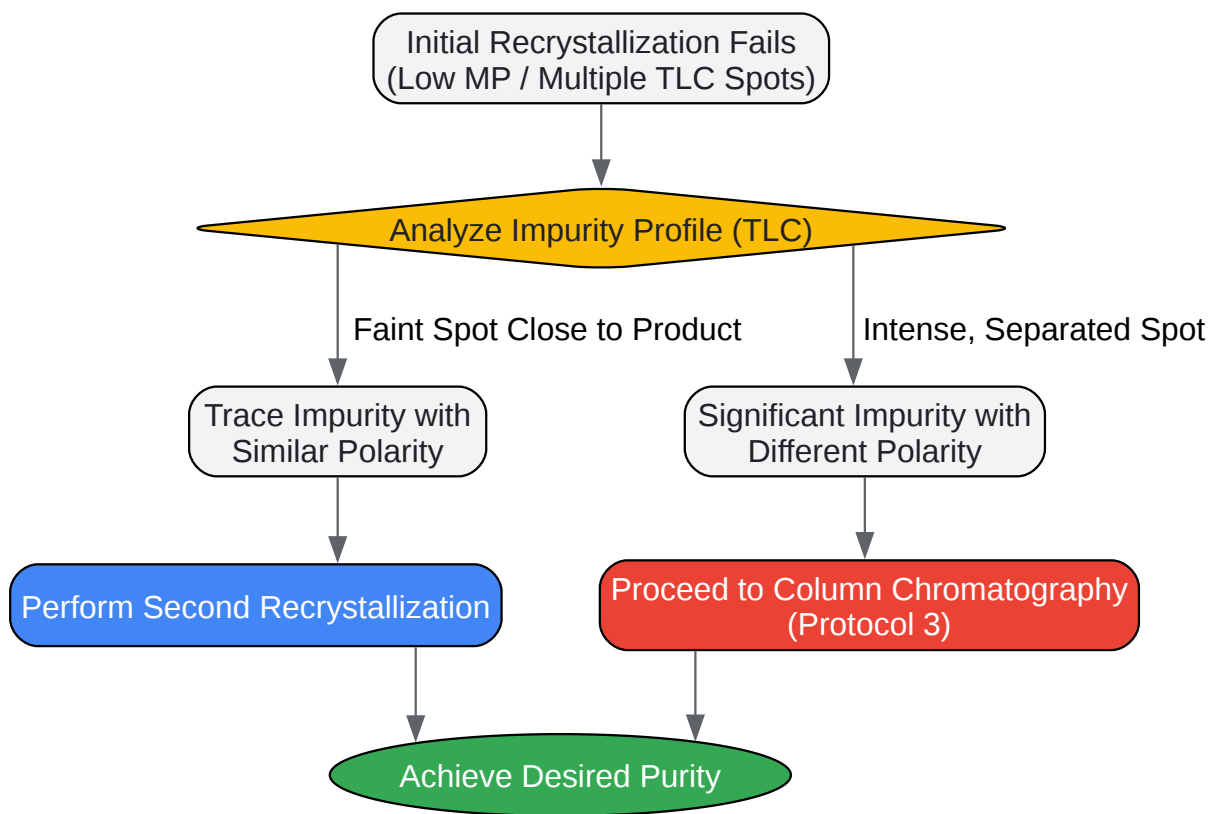 Initial Recrystallization Fails
(Low MP / Multiple TLC Spots)
Analyze Impurity Profile (TLC)
Faint Spot Close to Product
Intense, Separated Spot
Trace Impurity with
Similar Polarity
Significant Impurity with
Different Polarity
Perform Second Recrystallization
Proceed to Column Chromatography
(Protocol 3)
Achieve Desired Purity